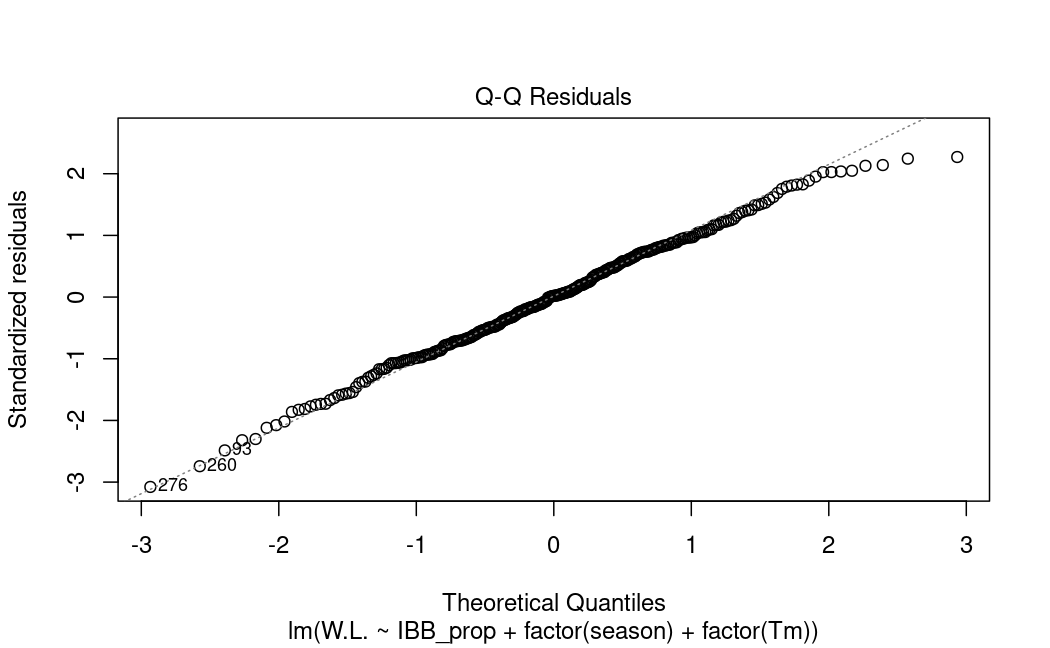 Q-Q Residuals
Standardized residuals
2
1
0
-1
-2
-3
93
260
276
-3 -2 -1 0 1 2 3
Theoretical Quantiles
lm(W.L. ~ IBB_prop + factor(season) + factor(Tm))